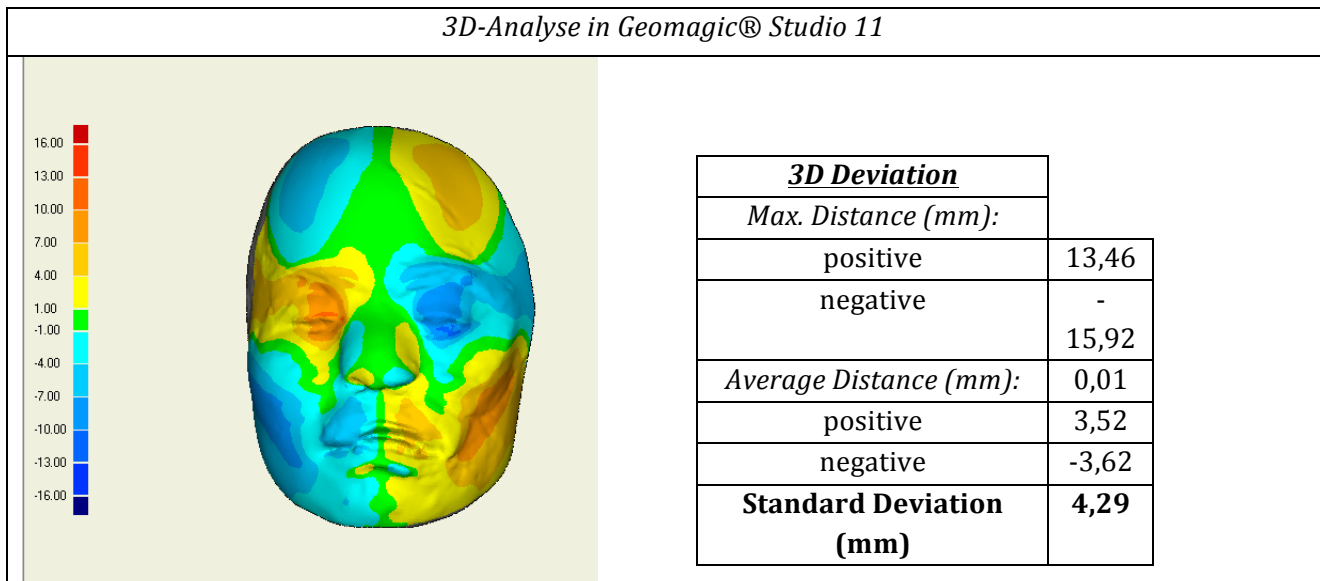 3D-Analyse in Geomagic® Studio 11
16.00
13.00
10.00
7.00
4.00
1.00
-1.00
-4.00
-7.00
-10.00
-13.00
-16.00
3D Deviation
Max. Distance (mm):
positive 13,46
negative -
15,92
Average Distance (mm): 0,01
positive 3,52
negative -3,62
Standard Deviation 4,29
(mm)